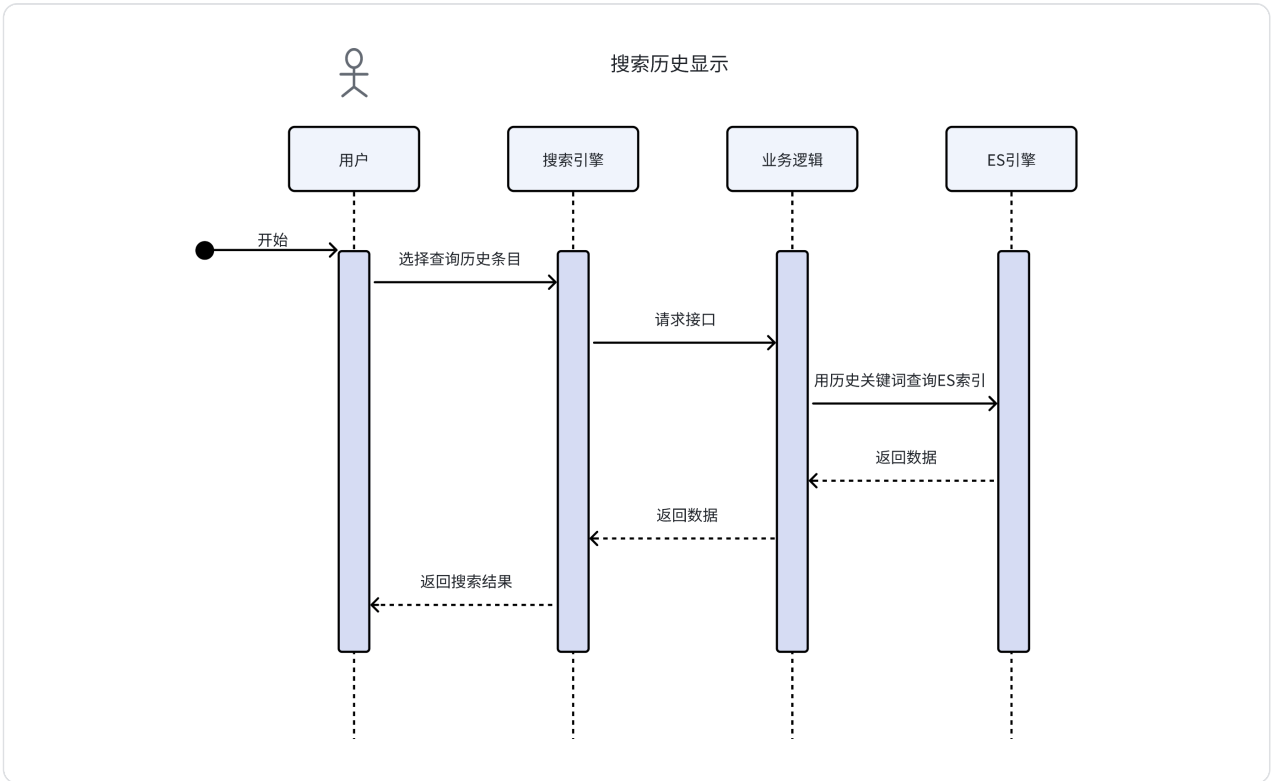 搜索历史显示
用户
搜索引擎
业务逻辑
ES引擎
开始
选择查询历史条目
请求接口
用历史关键词查询ES索引
返回数据
返回数据
返回搜索结果